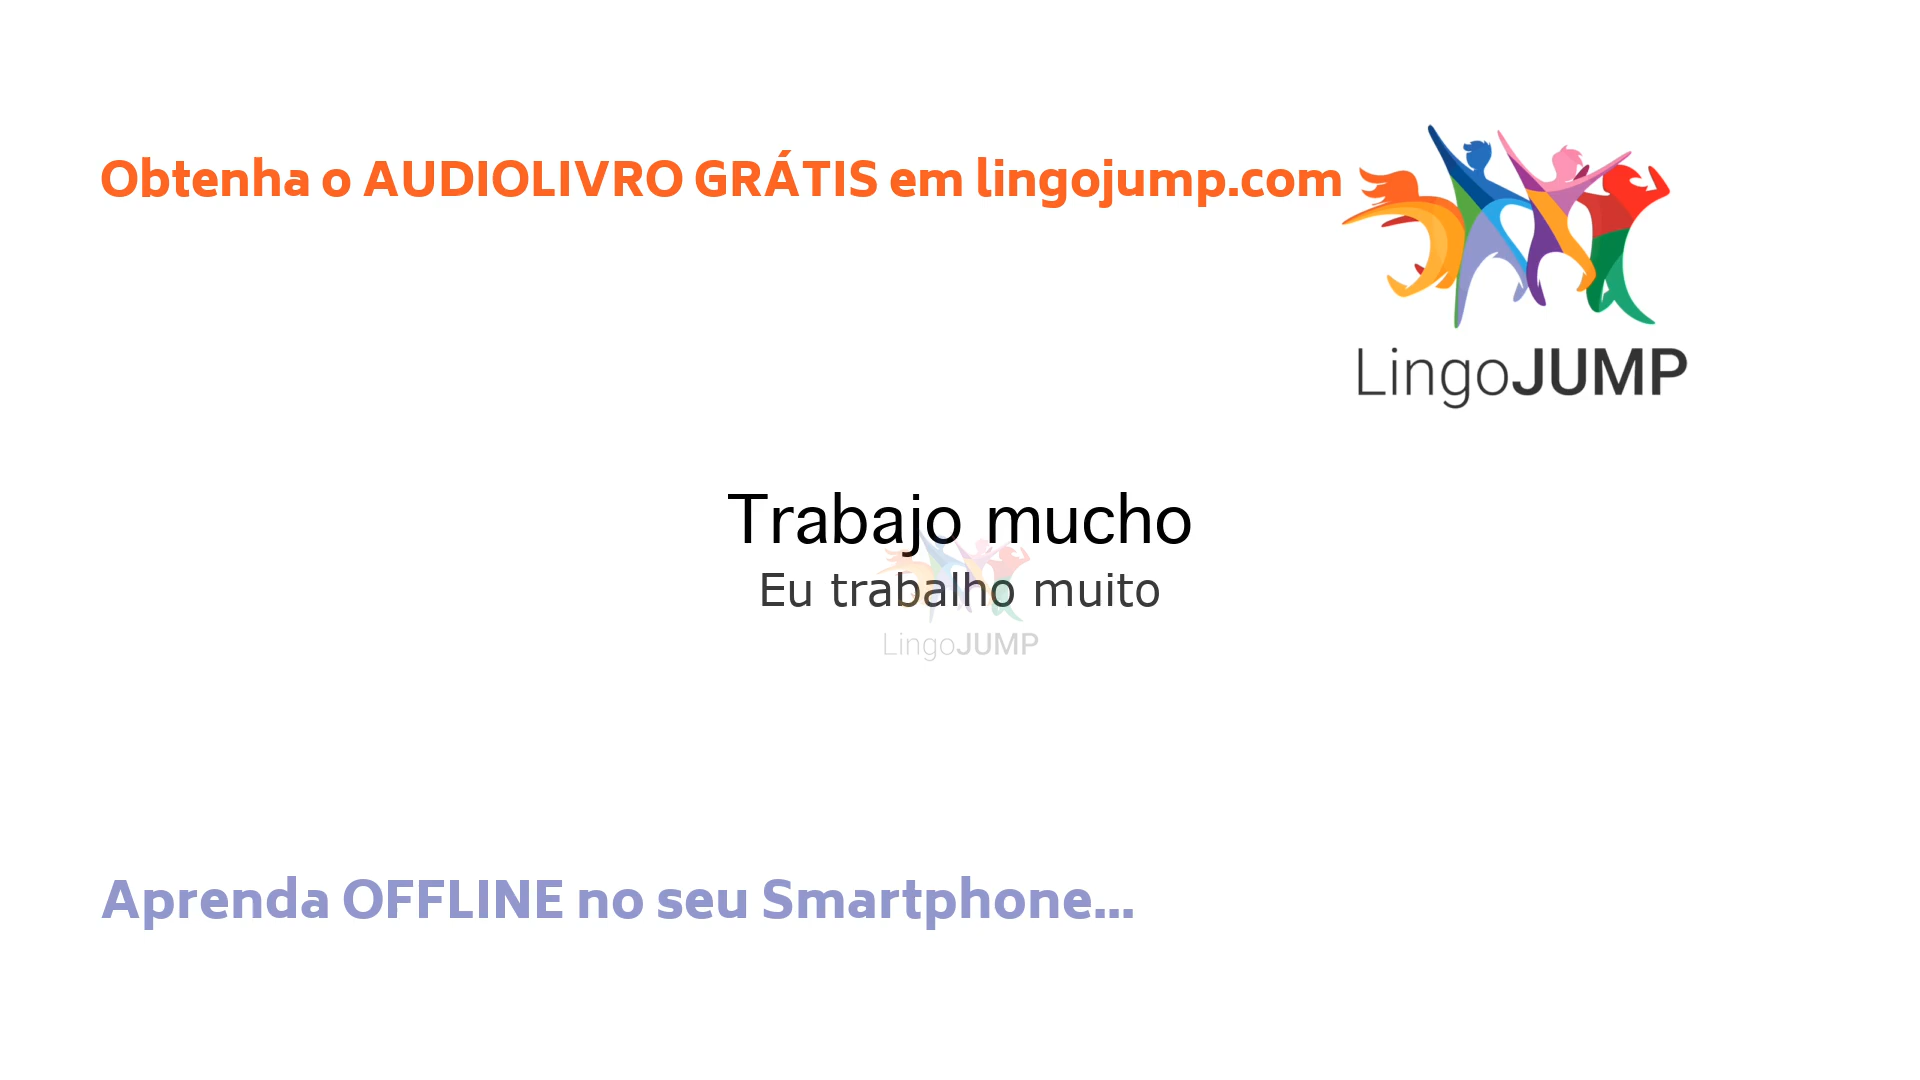 Obtenha o AUDIOLIVRO GRÁTIS em lingojump.com
LingoJUMP
Trabajo mucho
Eu trabalho muito
LingoJUMP
Aprenda OFFLINE no seu Smartphone...